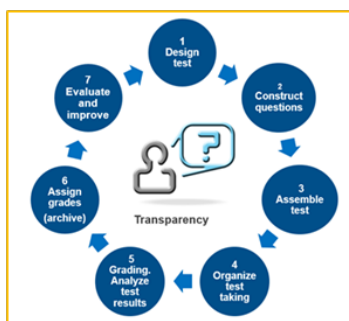 1
Design
test
2
Construct
questions
3
Assemble
test
4
Organize
test
taking
5
Grading.
Analyze
test
results
6
Assign
grades
(archive)
7
Evaluate
and
improve
?
Transparency